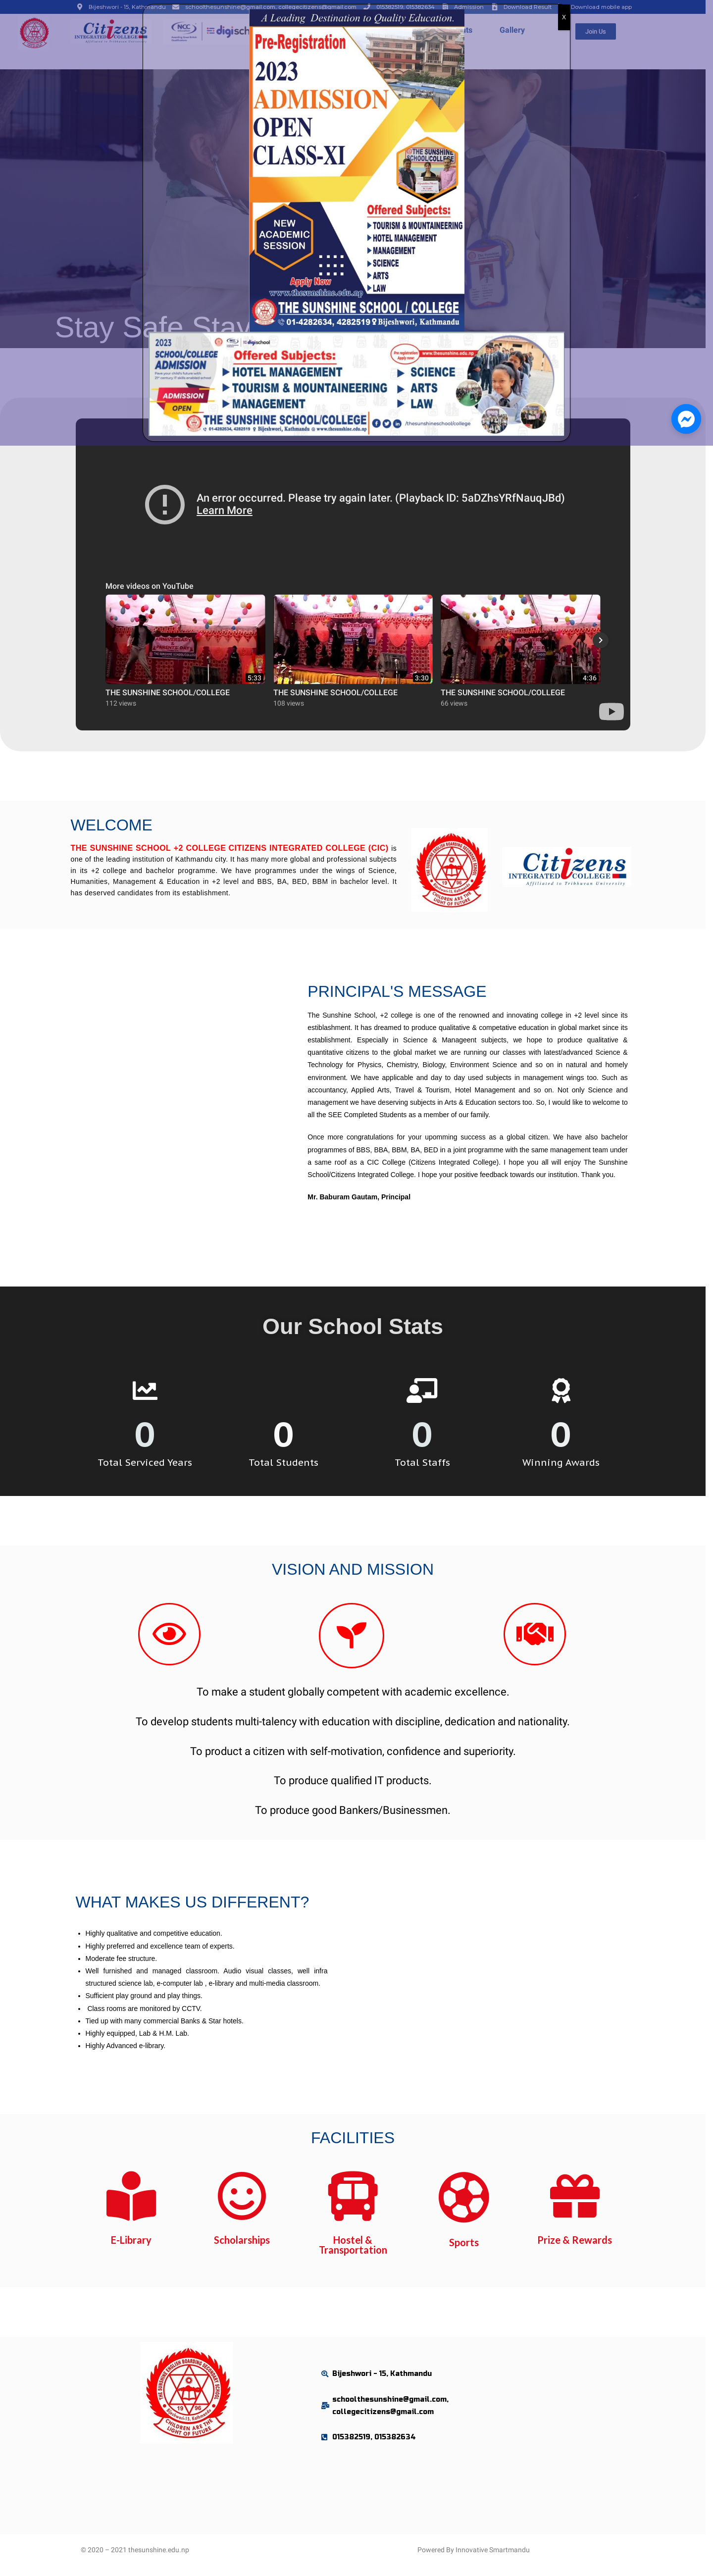 Bijeshwori - 15, Kathmandu schoolthesunshine@gmail.com, collegecitizens@gmail.com 015382519, 015382634 Admission Download Result Download mobile app
Citizens
INTEGRATED COLLEGE
Gallery
Join Us
X
A Leading Destination to Quality Education.
Pre-Registration
2023
ADMISSION
OPEN
CLASS-XI
THE SUNSHINE
SCHOOL/COLLEGE
NEW
ACADEMIC
SESSION
Offered Subjects:
TOURISM & MOUNTAINEERING
HOTEL MANAGEMENT
MANAGEMENT
SCIENCE
ARTS
LAW
Apply Now
www.thesunshine.edu.np
THE SUNSHINE SCHOOL / COLLEGE
01-4282634, 4282519 Bijeshwori, Kathmandu
Stay Safe Stay
2023
SCHOOL/COLLEGE
ADMISSION
ADMISSION
OPEN
Offered Subjects:
HOTEL MANAGEMENT
TOURISM & MOUNTAINEERING
MANAGEMENT
SCIENCE
ARTS
LAW
www.thesunshine.edu.np
THE SUNSHINE SCHOOL/COLLEGE
01-4282634, 4282519 Bijeshwori, Kathmandu www.thesunshine.edu.np
/thesunshineschool/college
An error occurred. Please try again later. (Playback ID: 5aDZhsYRfNauqJBd)
Learn More
More videos on YouTube
5:33
3:30
4:36
THE SUNSHINE SCHOOL/COLLEGE
112 views
THE SUNSHINE SCHOOL/COLLEGE
108 views
THE SUNSHINE SCHOOL/COLLEGE
66 views
WELCOME
THE SUNSHINE SCHOOL +2 COLLEGE CITIZENS INTEGRATED COLLEGE (CIC) is
one of the leading institution of Kathmandu city. It has many more global and professional subjects
in its +2 college and bachelor programme. We have programmes under the wings of Science,
Humanities, Management & Education in +2 level and BBS, BA, BED, BBM in bachelor level. It
has deserved candidates from its establishment.
Citizens
INTEGRATED COLLEGE
Affiliated to Tribhuvan University
PRINCIPAL'S MESSAGE
The Sunshine School, +2 college is one of the renowned and innovating college in +2 level since its
estiblashment. It has dreamed to produce qualitative & competative education in global market since its
establishment. Especially in Science & Managent subjects, we hope to produce qualitative &
quantitative citizens to the global market we are running our classes with latest/advanced Science &
Technology for Physics, Chemistry, Biology, Environment Science and so on in natural and homely
environment. We have applicable and day to day used subjects in management wings too. Such as
accountancy, Applied Arts, Travel & Tourism, Hotel Management and so on. Not only Science and
management we have deserving subjects in Arts & Education sectors too. So, I would like to welcome to
all the SEE Completed Students as a member of our family.
Once more congratulations for your upomming success as a global citizen. We have also bachelor
programmes of BBS, BBA, BBM, BA, BED in a joint programme with the same management team under
a same roof as a CIC College (Citizens Integrated College). I hope you all will enjoy The Sunshine
School/Citizens Integrated College. I hope your positive feedback towards our institution. Thank you.
Mr. Baburam Gautam, Principal
Our School Stats
0
Total Serviced Years
0
Total Students
0
Total Staffs
0
Winning Awards
VISION AND MISSION
To make a student globally competent with academic excellence.
To develop students multi-talency with education with discipline, dedication and nationality.
To product a citizen with self-motivation, confidence and superiority.
To produce qualified IT products.
To produce good Bankers/Businessmen.
WHAT MAKES US DIFFERENT?
Highly qualitative and competitive education.
Highly preferred and excellence team of experts.
Moderate fee structure.
Well furnished and managed classroom. Audio visual classes, well infra
structured science lab, e-computer lab , e-library and multi-media classroom.
Sufficient play ground and play things.
Class rooms are monitored by CCTV.
Tied up with many commercial Banks & Star hotels.
Highly equipped, Lab & H.M. Lab.
Highly Advanced e-library.
FACILITIES
E-Library
Scholarships
Hostel &
Transportation
Sports
Prize & Rewards
Bijeshwori - 15, Kathmandu
schoolthesunshine@gmail.com,
collegecitizens@gmail.com
015382519, 015382634
© 2020 – 2021 thesunshine.edu.np
Powered By Innovative Smartmandu